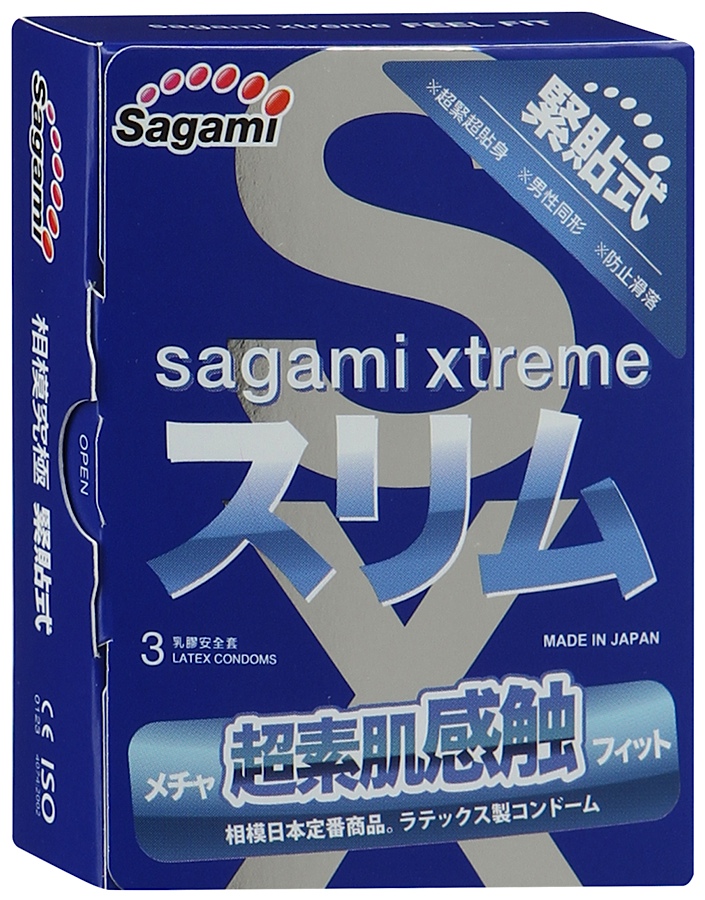 sagami xtreme FEEL FIT
Sagami
緊貼式
※超緊超貼身
※男性同形
※防止滑落
sagami xtreme
スリム
3 乳膠安全套
LATEX CONDOMS
MADE IN JAPAN
メチャ 超素肌感触 フィット
相模日本定番商品。ラテックス製コンドーム
Sagami
相模究極 緊貼式
OPEN
CE ISO
0123 4074:2002